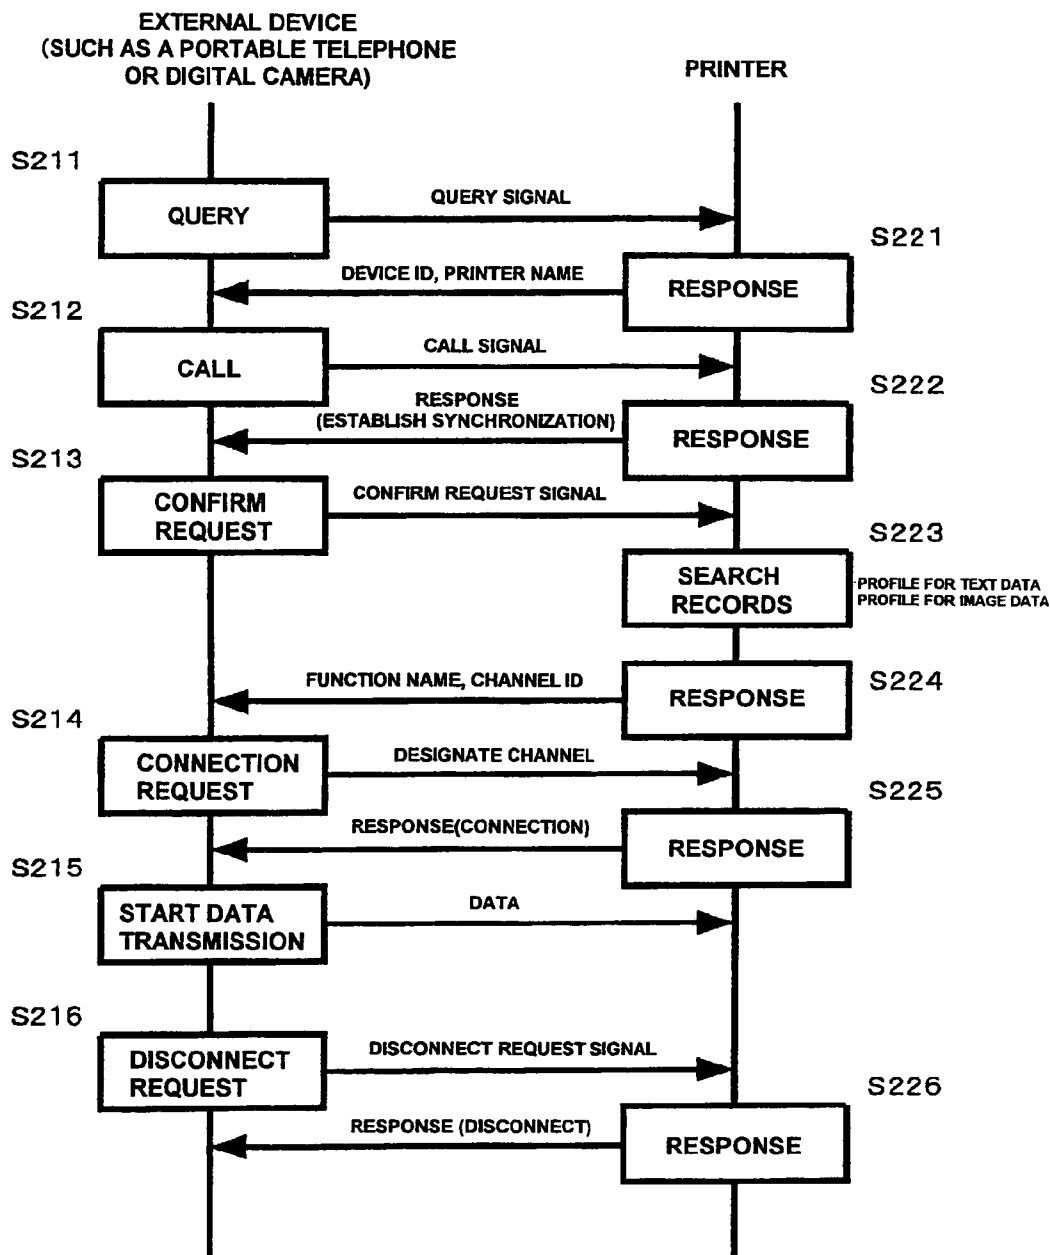 EXTERNAL DEVICE
(SUCH AS A PORTABLE TELEPHONE
OR DIGITAL CAMERA)
PRINTER
S211
QUERY
QUERY SIGNAL
S221
DEVICE ID, PRINTER NAME
RESPONSE
S212
CALL
CALL SIGNAL
S222
RESPONSE
(ESTABLISH SYNCHRONIZATION)
RESPONSE
S213
CONFIRM
REQUEST
CONFIRM REQUEST SIGNAL
S223
SEARCH
RECORDS
PROFILE FOR TEXT DATA
PROFILE FOR IMAGE DATA
FUNCTION NAME, CHANNEL ID
RESPONSE
S224
S214
CONNECTION
REQUEST
DESIGNATE CHANNEL
S225
RESPONSE(CONNECTION)
RESPONSE
S215
START DATA
TRANSMISSION
DATA
S216
DISCONNECT
REQUEST
DISCONNECT REQUEST SIGNAL
S226
RESPONSE (DISCONNECT)
RESPONSE